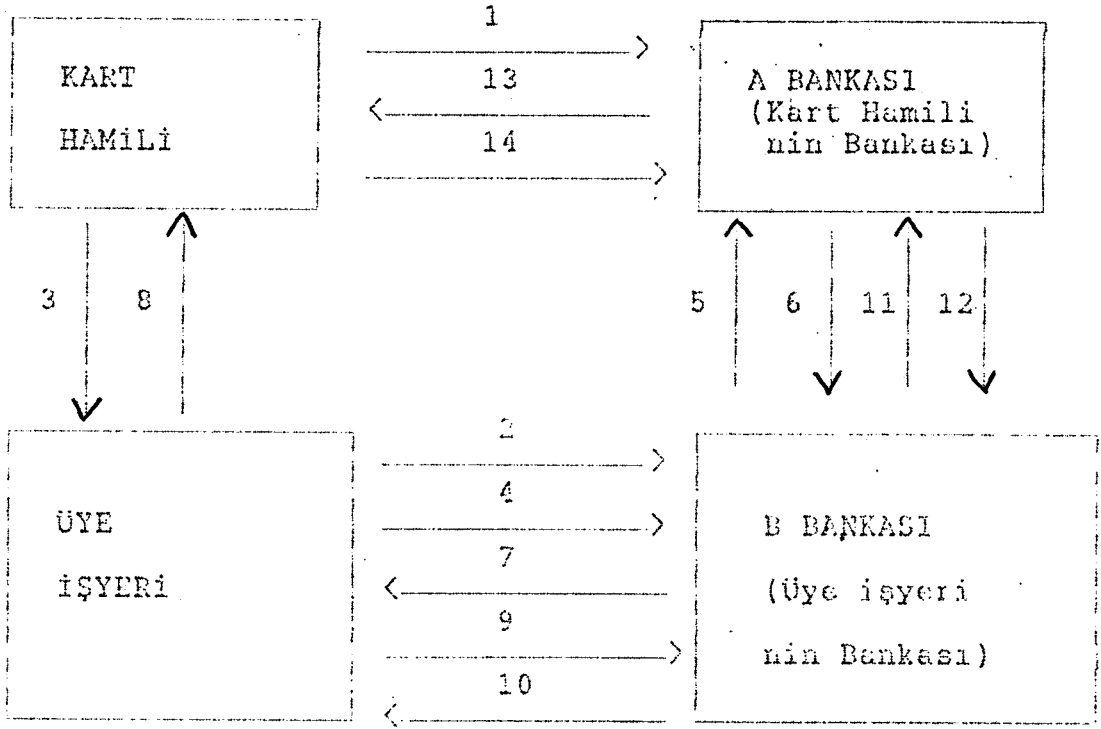 1
KART
HAMİLİ
13
14
A BANKASI
(Kart Hamili
nin Bankası)
3
8
5
6
11
12
2
4
7
9
10
ÜYE
İŞYERİ
B BANKASI
(Üye işyeri
nin Bankası)